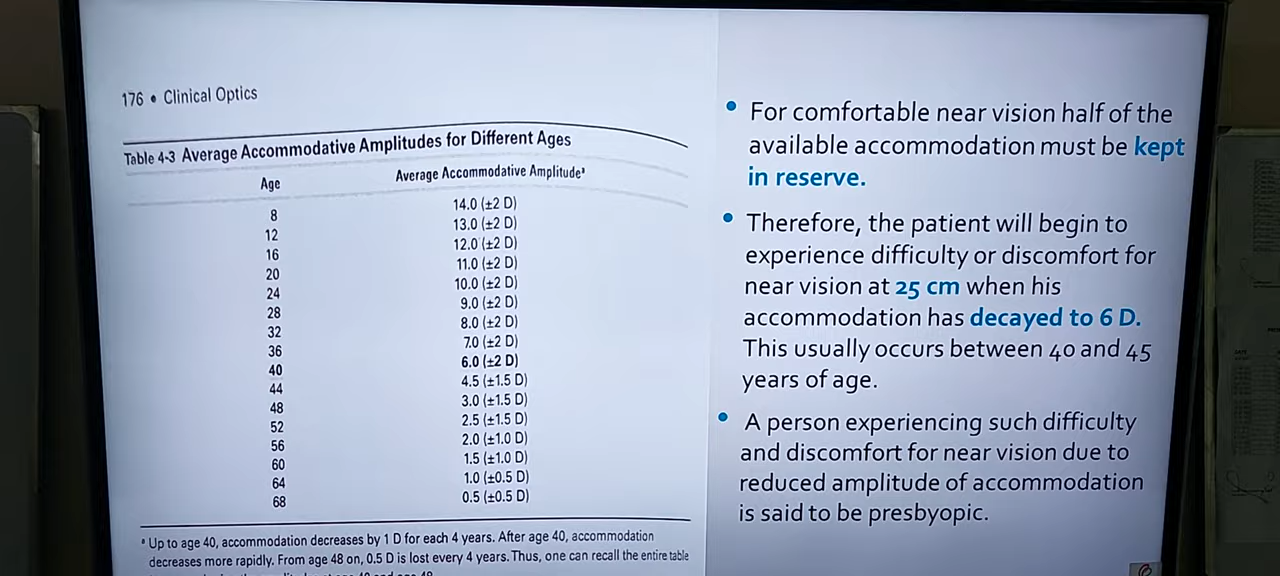 176 • Clinical Optics
Table 4-3 Average Accommodative Amplitudes for Different Ages
Age Average Accommodative Amplitudeᵃ
8 14.0 (±2 D)
12 13.0 (±2 D)
16 12.0 (±2 D)
20 11.0 (±2 D)
24 10.0 (±2 D)
28 9.0 (±2 D)
32 8.0 (±2 D)
36 7.0 (±2 D)
40 6.0 (±2 D)
44 4.5 (±1.5 D)
48 3.0 (±1.5 D)
52 2.5 (±1.5 D)
56 2.0 (±1.0 D)
60 1.5 (±1.0 D)
64 1.0 (±0.5 D)
68 0.5 (±0.5 D)
ᵃ Up to age 40, accommodation decreases by 1 D for each 4 years. After age 40, accommodation
decreases more rapidly. From age 48 on, 0.5 D is lost every 4 years. Thus, one can recall the entire table
• For comfortable near vision half of the
available accommodation must be kept
in reserve.
• Therefore, the patient will begin to
experience difficulty or discomfort for
near vision at 25 cm when his
accommodation has decayed to 6 D.
This usually occurs between 40 and 45
years of age.
• A person experiencing such difficulty
and discomfort for near vision due to
reduced amplitude of accommodation
is said to be presbyopic.